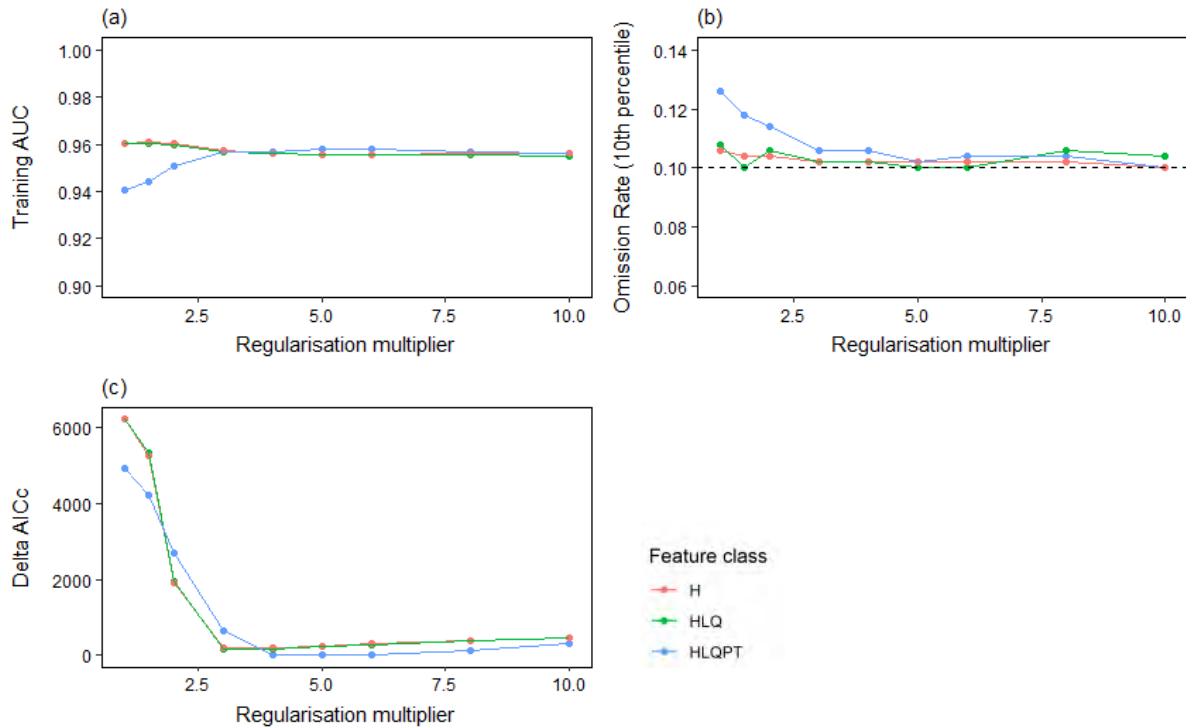 (a)
1.00
0.98
0.96
0.94
0.92
0.90
Training AUC
2.5 5.0 7.5 10.0
Regularisation multiplier
(b)
0.14
0.12
0.10
0.08
0.06
Omission Rate (10th percentile)
2.5 5.0 7.5 10.0
Regularisation multiplier
(c)
6000
4000
2000
0
Delta AICc
2.5 5.0 7.5 10.0
Regularisation multiplier
Feature class
H
HLQ
HLQPT